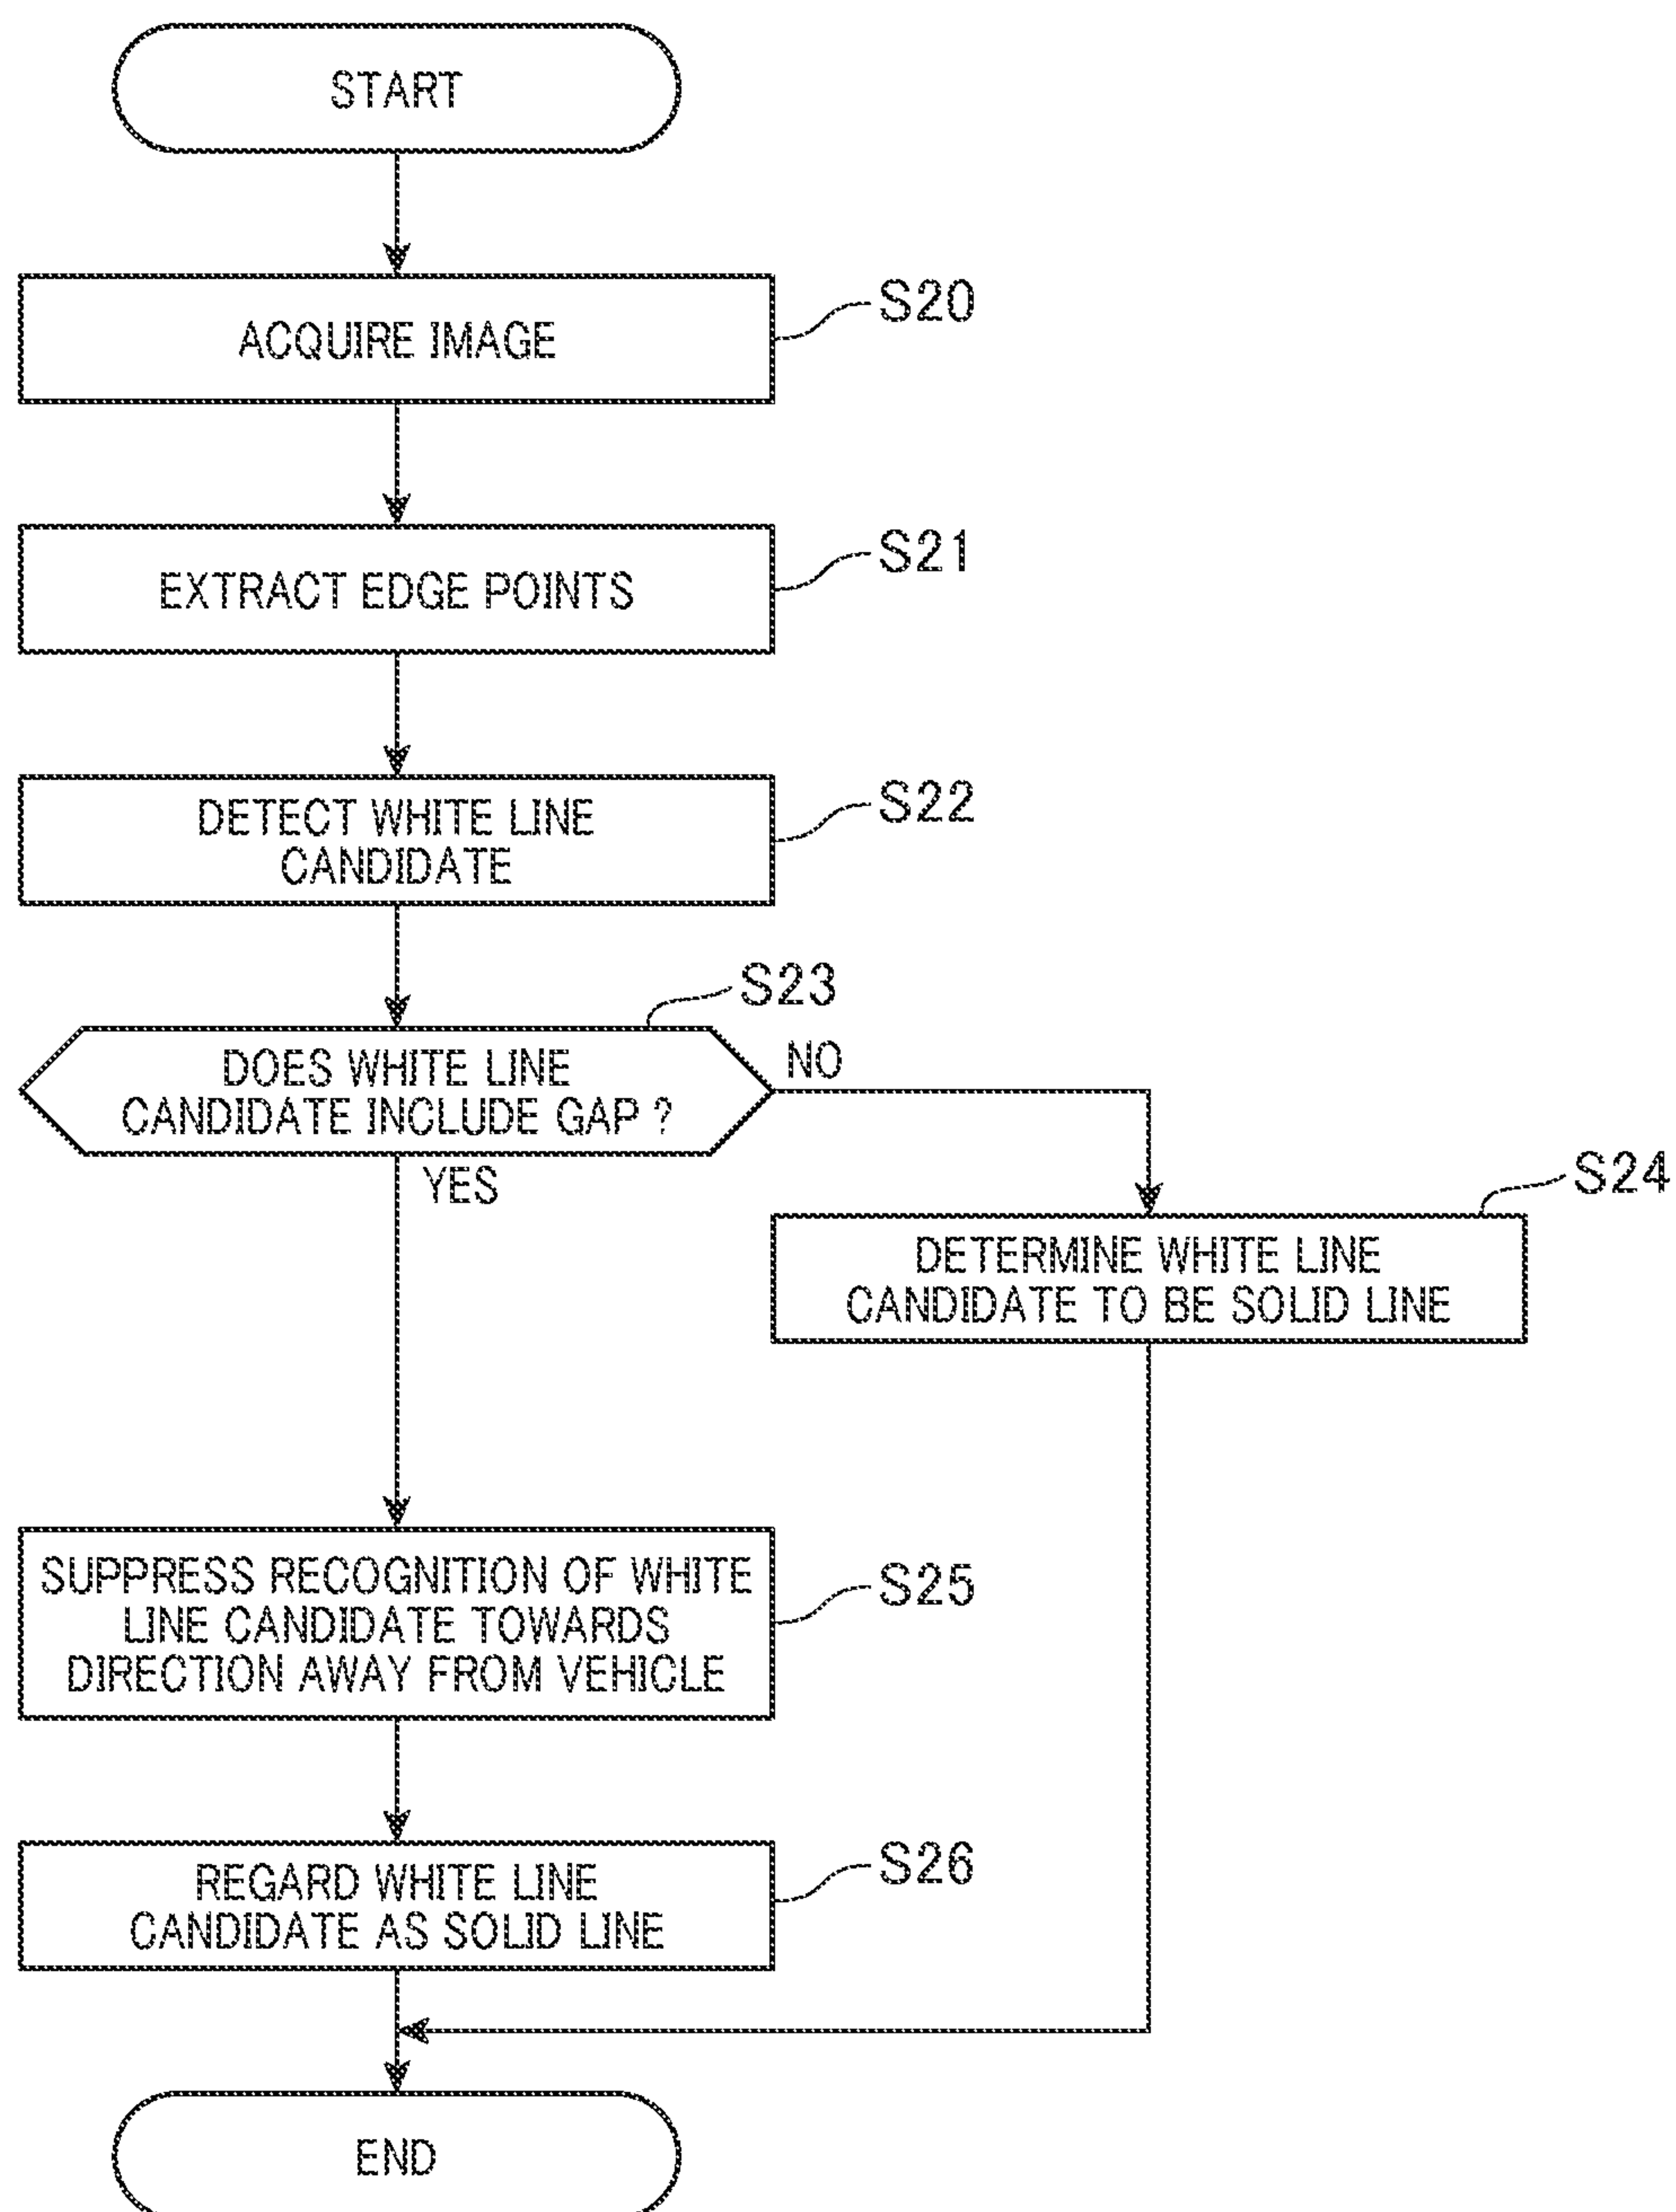 START
ACQUIRE IMAGE
S20
EXTRACT EDGE POINTS
S21
DETECT WHITE LINE
CANDIDATE
S22
S23
DOES WHITE LINE
CANDIDATE INCLUDE GAP ?
NO
YES
S24
DETERMINE WHITE LINE
CANDIDATE TO BE SOLID LINE
SUPPRESS RECOGNITION OF WHITE
LINE CANDIDATE TOWARDS
DIRECTION AWAY FROM VEHICLE
S25
REGARD WHITE LINE
CANDIDATE AS SOLID LINE
S26
END